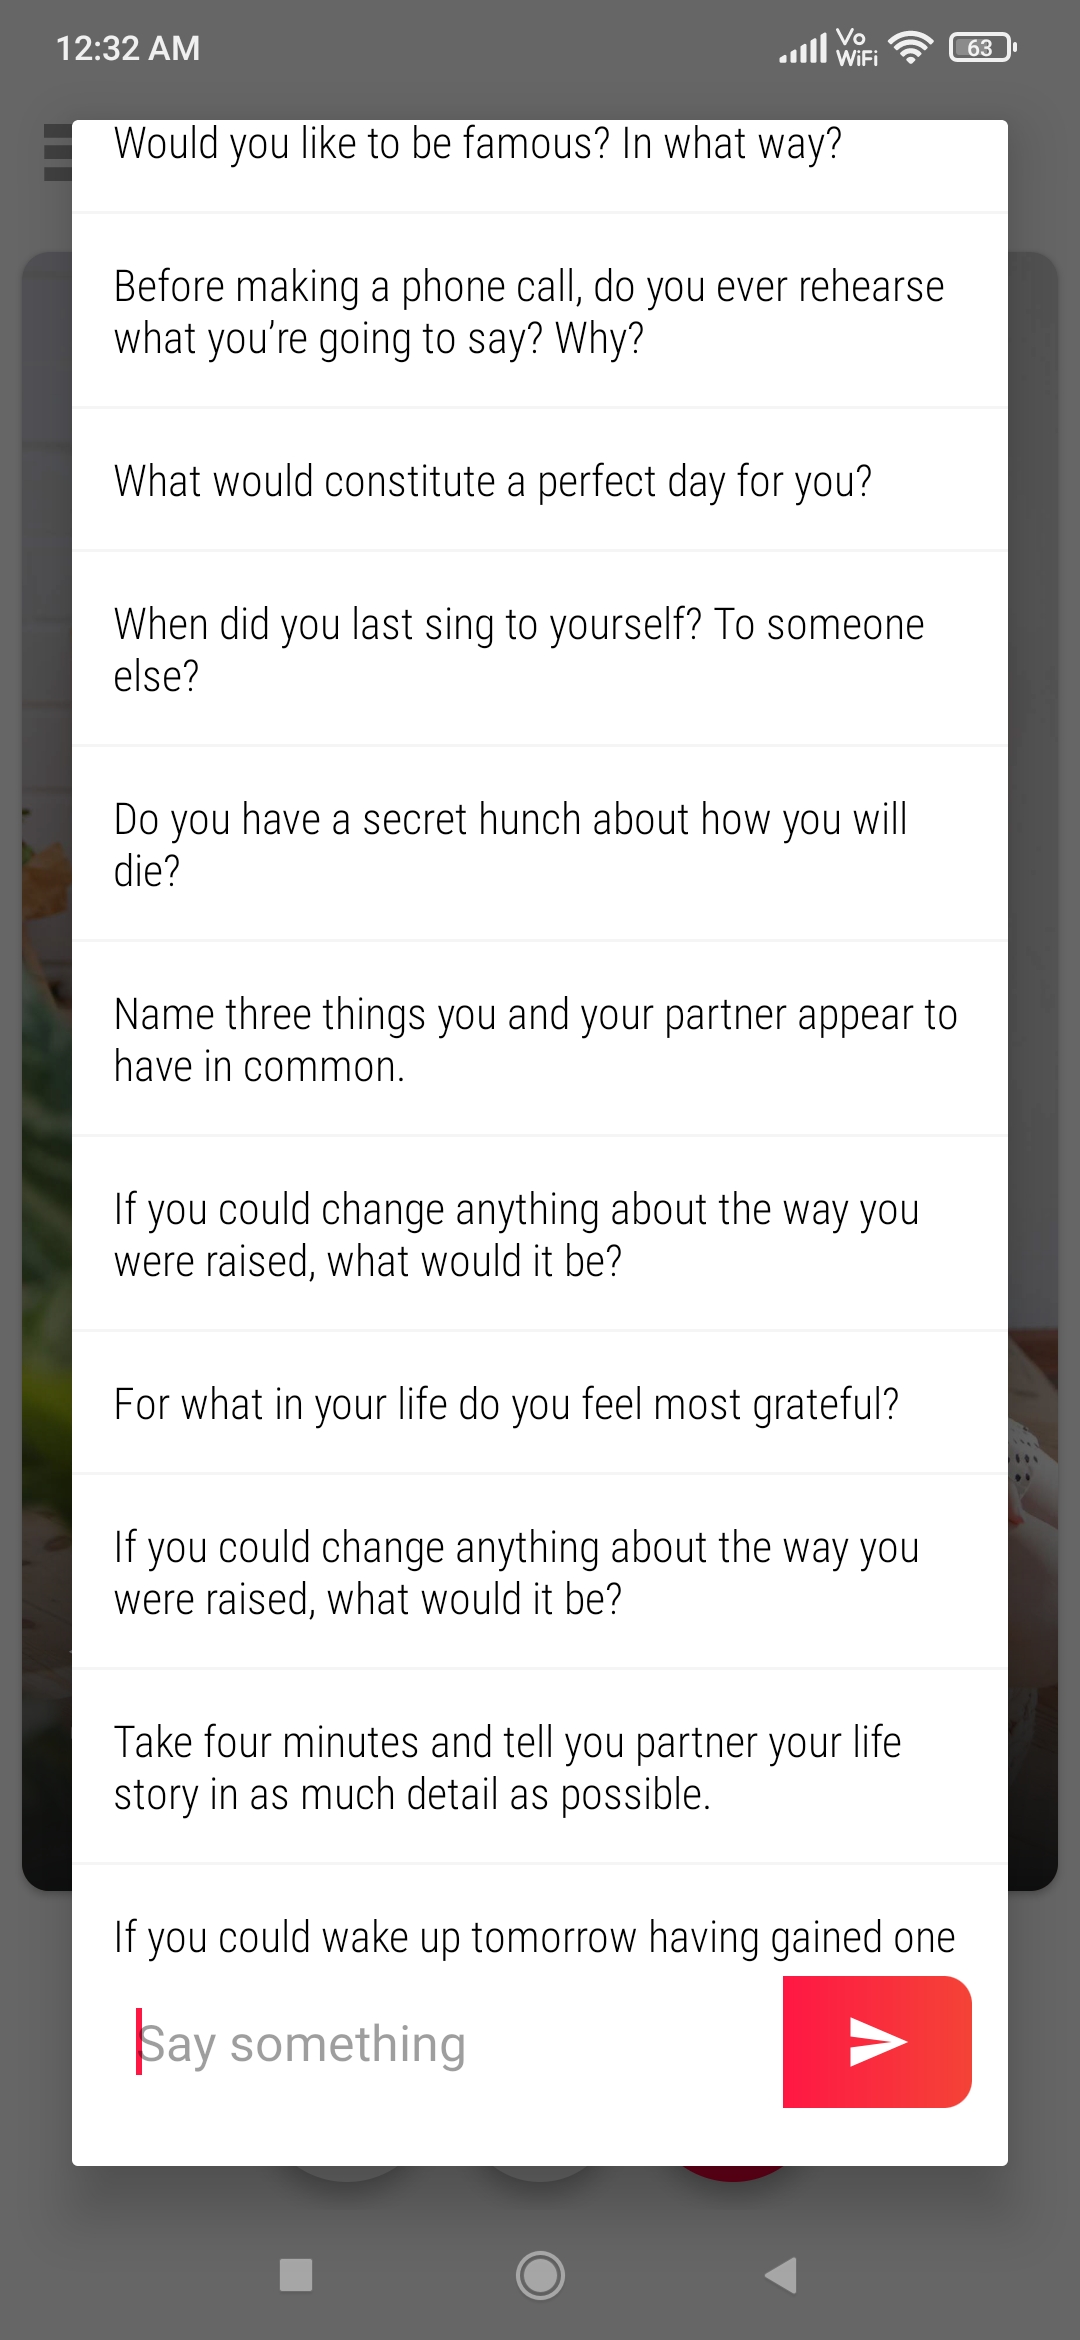 12:32 AM
Vo
WiFi
63
Would you like to be famous? In what way?
Before making a phone call, do you ever rehearse
what you’re going to say? Why?
What would constitute a perfect day for you?
When did you last sing to yourself? To someone
else?
Do you have a secret hunch about how you will
die?
Name three things you and your partner appear to
have in common.
If you could change anything about the way you
were raised, what would it be?
For what in your life do you feel most grateful?
If you could change anything about the way you
were raised, what would it be?
Take four minutes and tell you partner your life
story in as much detail as possible.
If you could wake up tomorrow having gained one
Say something